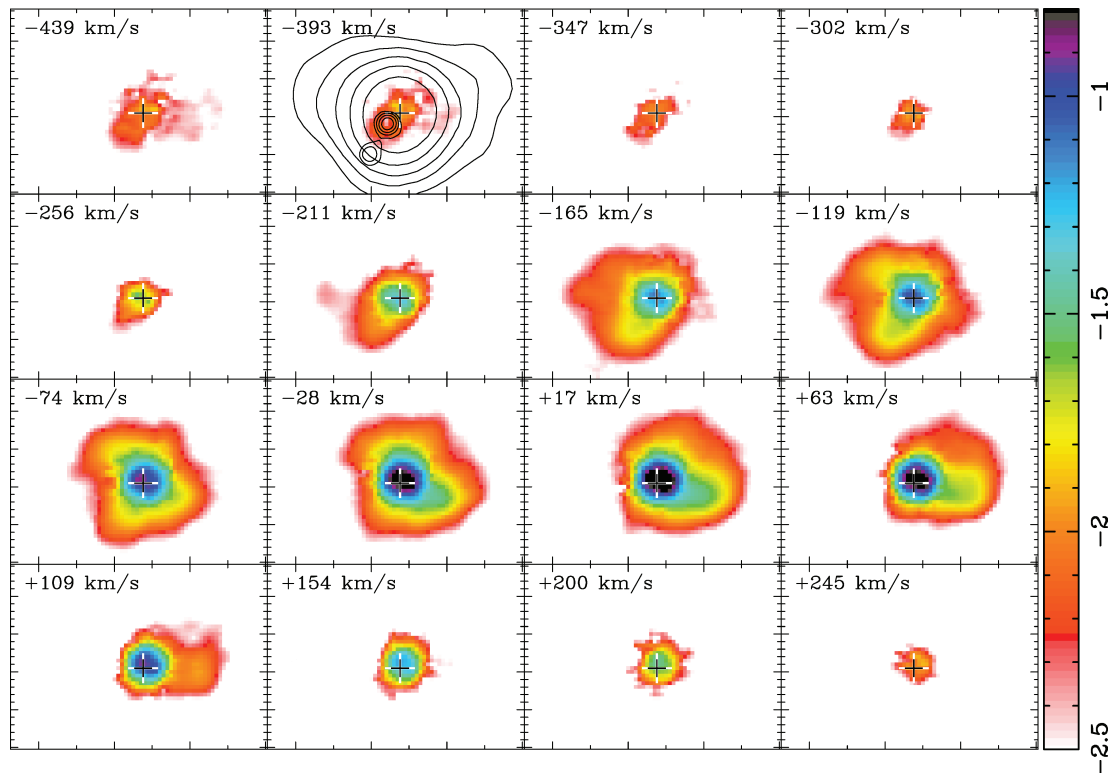 −439 km/s
−393 km/s
−347 km/s
−302 km/s
−256 km/s
−211 km/s
−165 km/s
−119 km/s
−74 km/s
−28 km/s
+17 km/s
+63 km/s
+109 km/s
+154 km/s
+200 km/s
+245 km/s
−1
−1.5
−2
−2.5